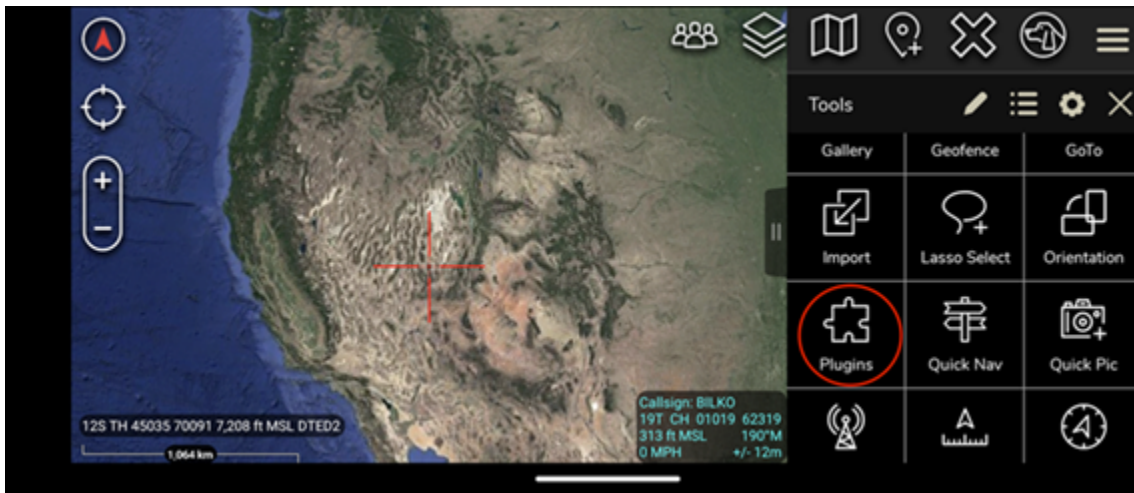 Tools
Gallery
Geofence
GoTo
Import
Lasso Select
Orientation
Plugins
Quick Nav
Quick Pic
12S TH 45035 70091 7,208 ft MSL DTED2
1,064 km
Callsign: BILKO
19T CH 01019 62319
313 ft MSL 190°M
0 MPH +/- 12m